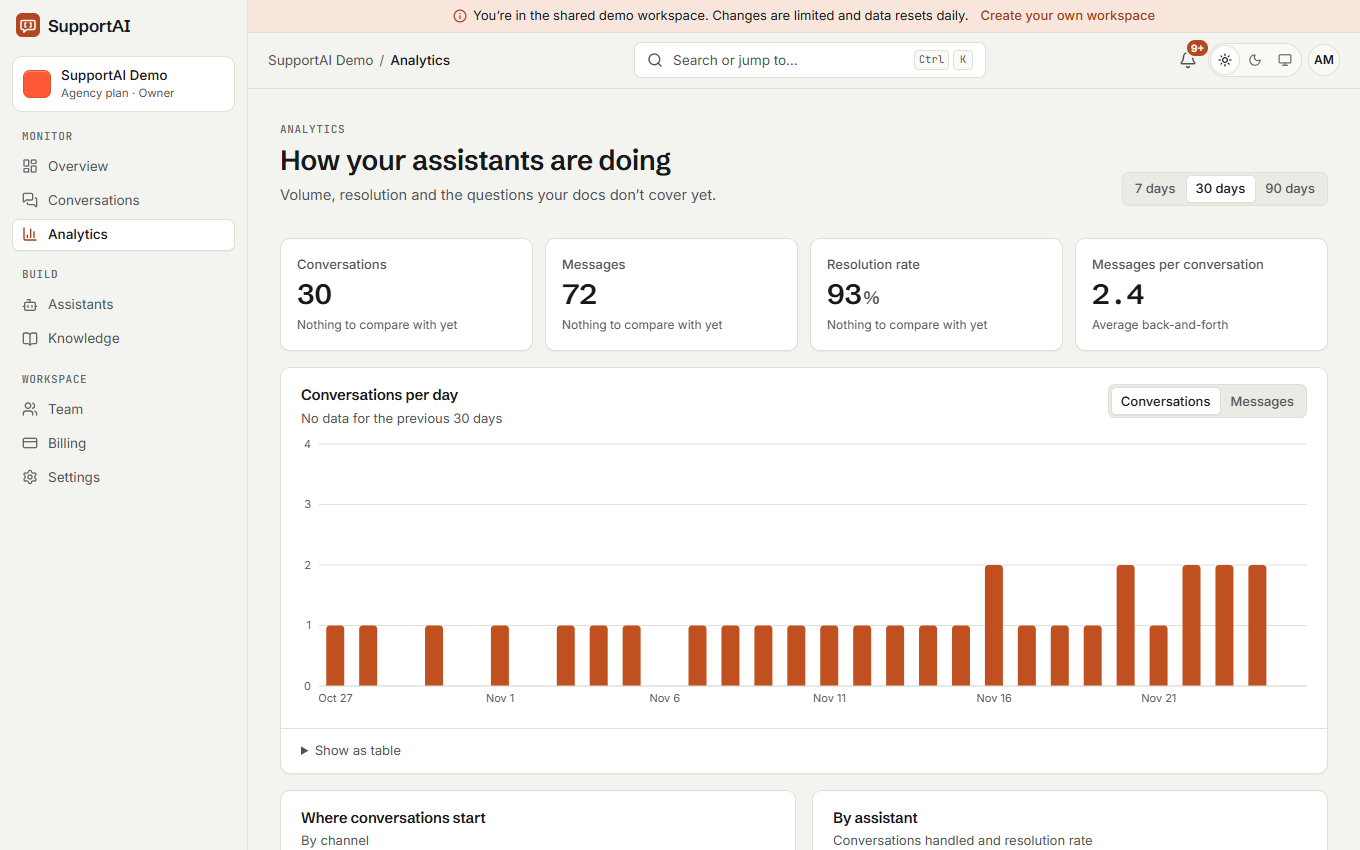 SupportAI
SupportAI Demo
Agency plan · Owner
MONITOR
Overview
Conversations
Analytics
BUILD
Assistants
Knowledge
WORKSPACE
Team
Billing
Settings
You're in the shared demo workspace. Changes are limited and data resets daily. Create your own workspace
SupportAI Demo / Analytics
Search or jump to... Ctrl K
9+
AM
ANALYTICS
How your assistants are doing
Volume, resolution and the questions your docs don't cover yet.
7 days 30 days 90 days
Conversations
30
Nothing to compare with yet
Messages
72
Nothing to compare with yet
Resolution rate
93%
Nothing to compare with yet
Messages per conversation
2.4
Average back-and-forth
Conversations per day
No data for the previous 30 days
Conversations Messages
4
3
2
1
0
Oct 27 Nov 1 Nov 6 Nov 11 Nov 16 Nov 21
Show as table
Where conversations start
By channel
By assistant
Conversations handled and resolution rate